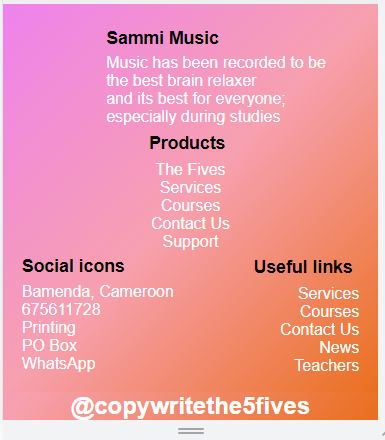 Sammi Music
Music has been recorded to be
the best brain relaxer
and its best for everyone;
especially during studies
Products
The Fives
Services
Courses
Contact Us
Support
Social icons
Bamenda, Cameroon
675611728
Printing
PO Box
WhatsApp
Useful links
Services
Courses
Contact Us
News
Teachers
@copywritethe5fives